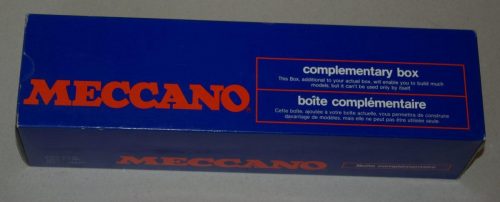 MECCANO
complementary box
This Box, additional to your actual box, will enable you to build much
models, but it can't be used only by itself
boîte complémentaire
Cette boîte, ajoutée à votre boîte actuelle, vous permettra de construire
davantage de modèles, mais elle ne peut pas être utilisée seule.
MECCANO
Boîte complémentaire